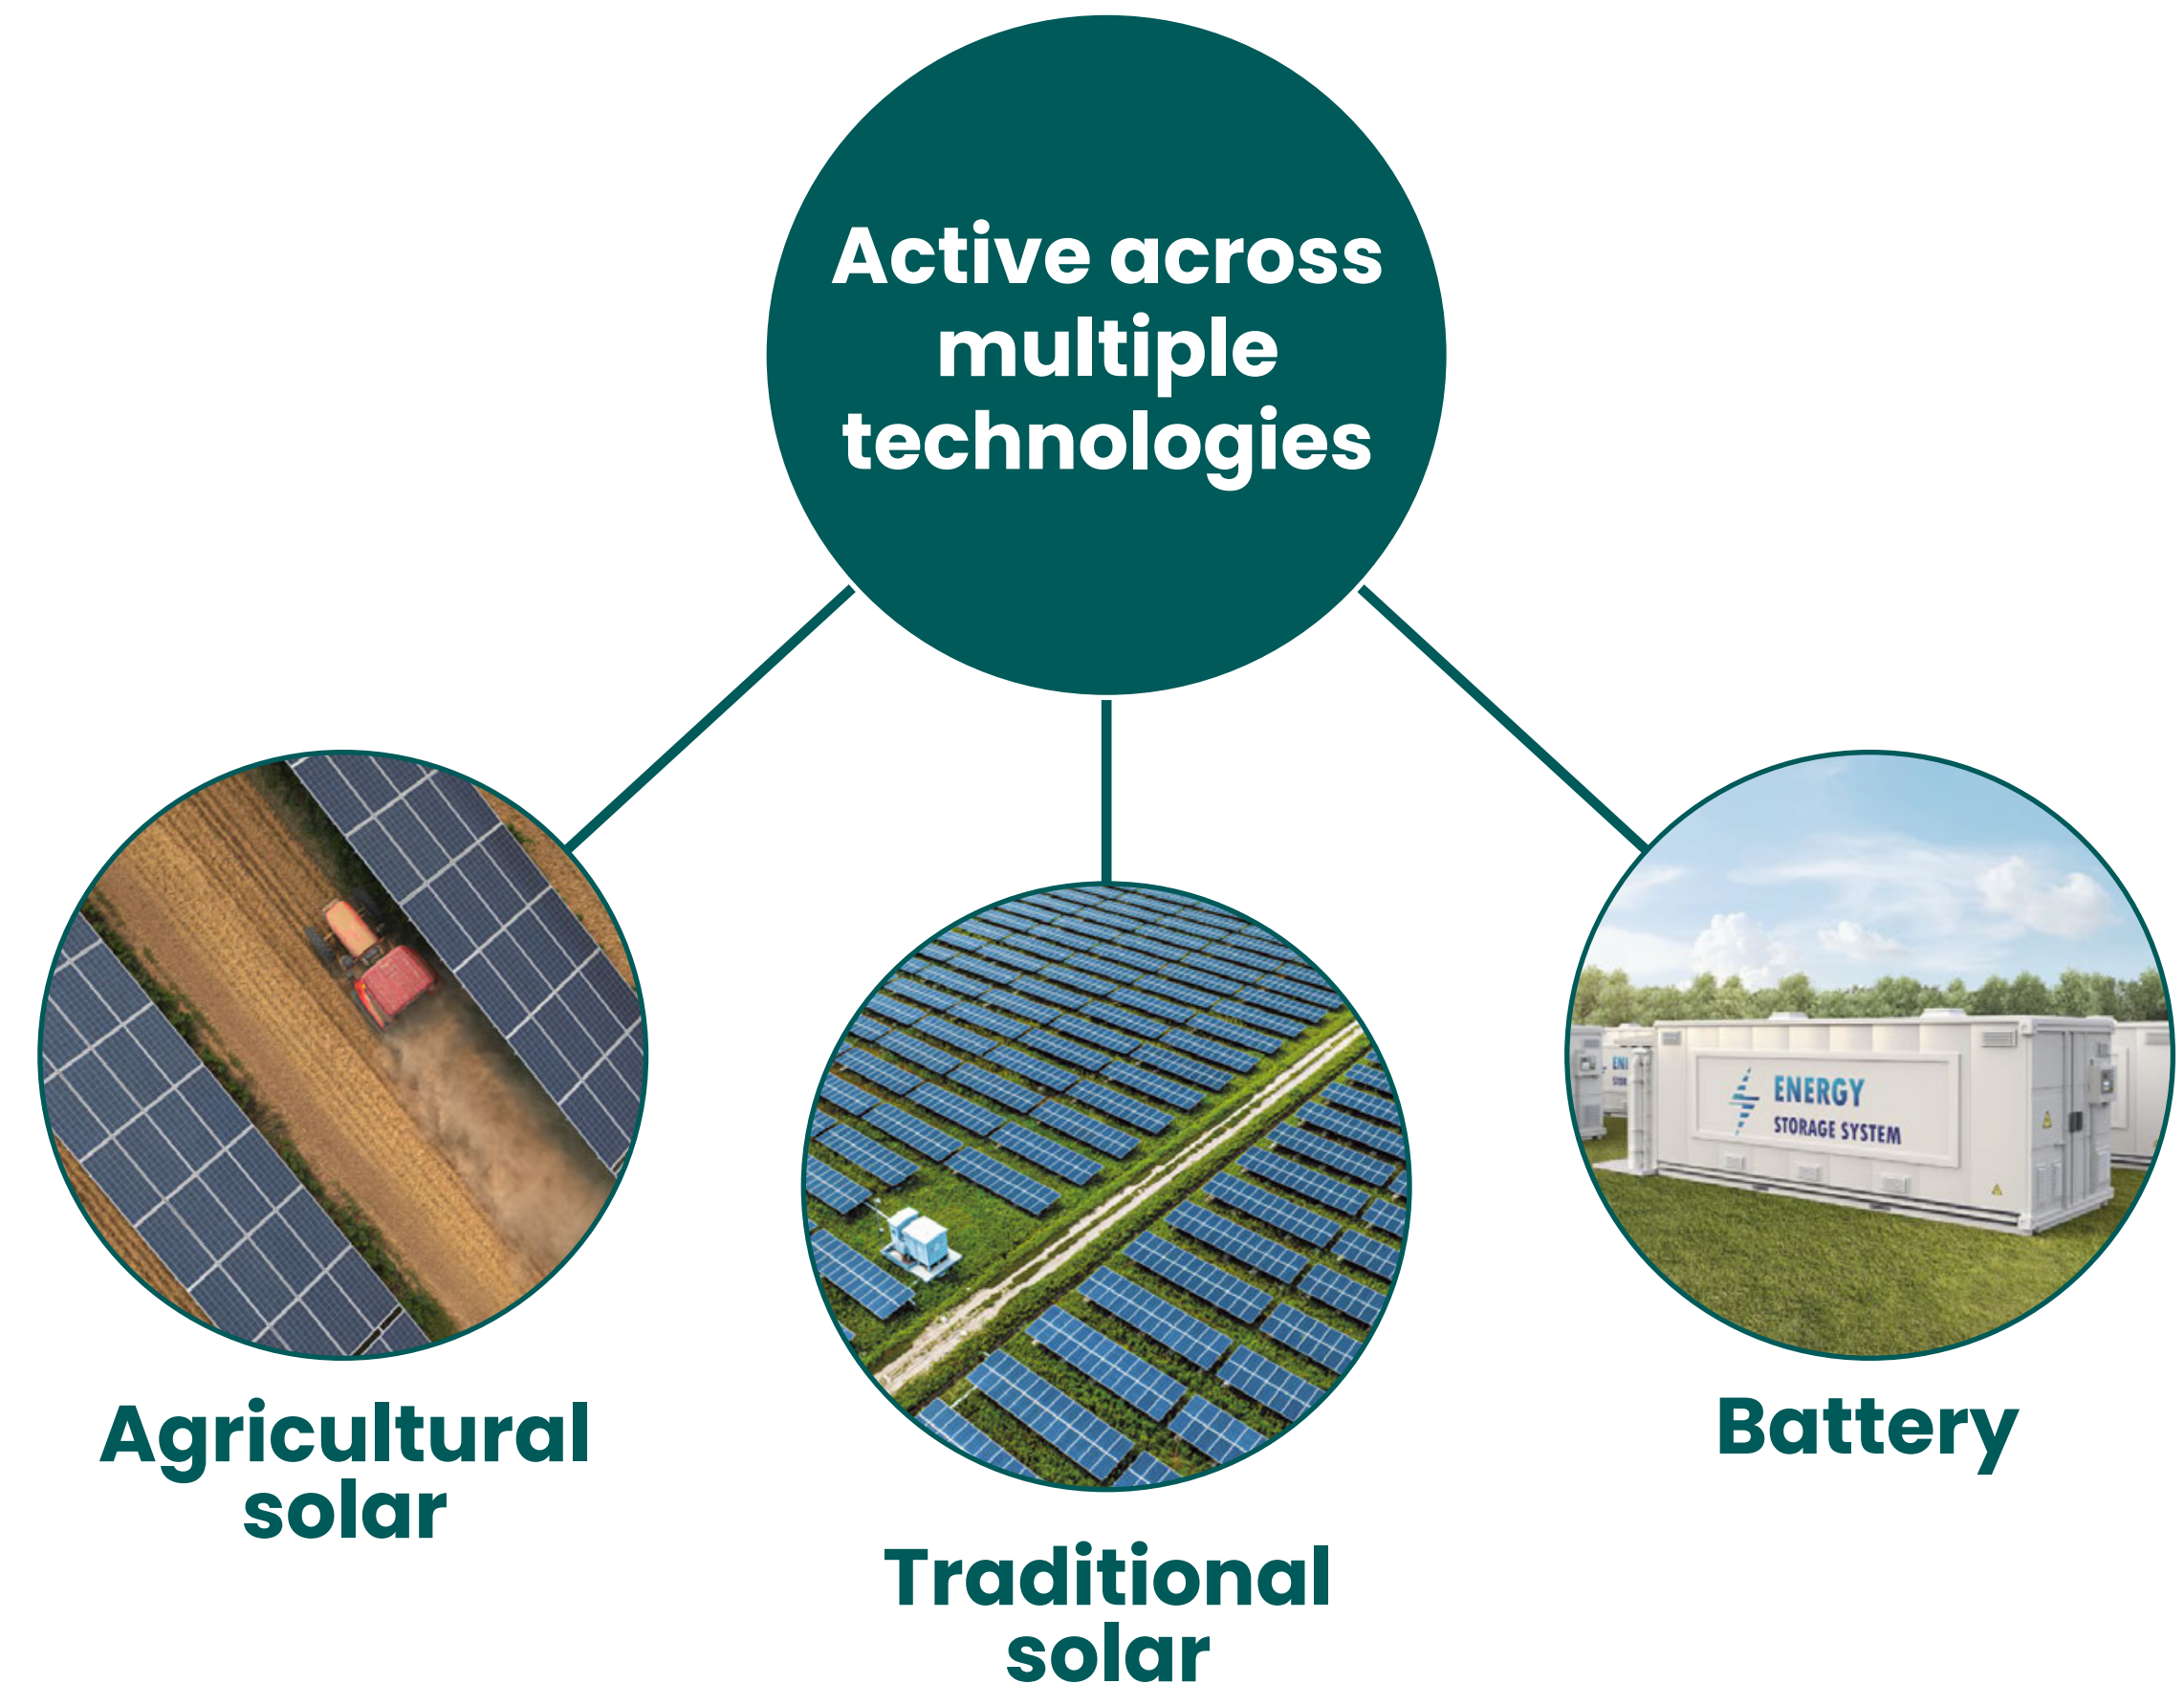 Active across
multiple
technologies
ENERGY
STORAGE SYSTEM
Agricultural
solar
Traditional
solar
Battery